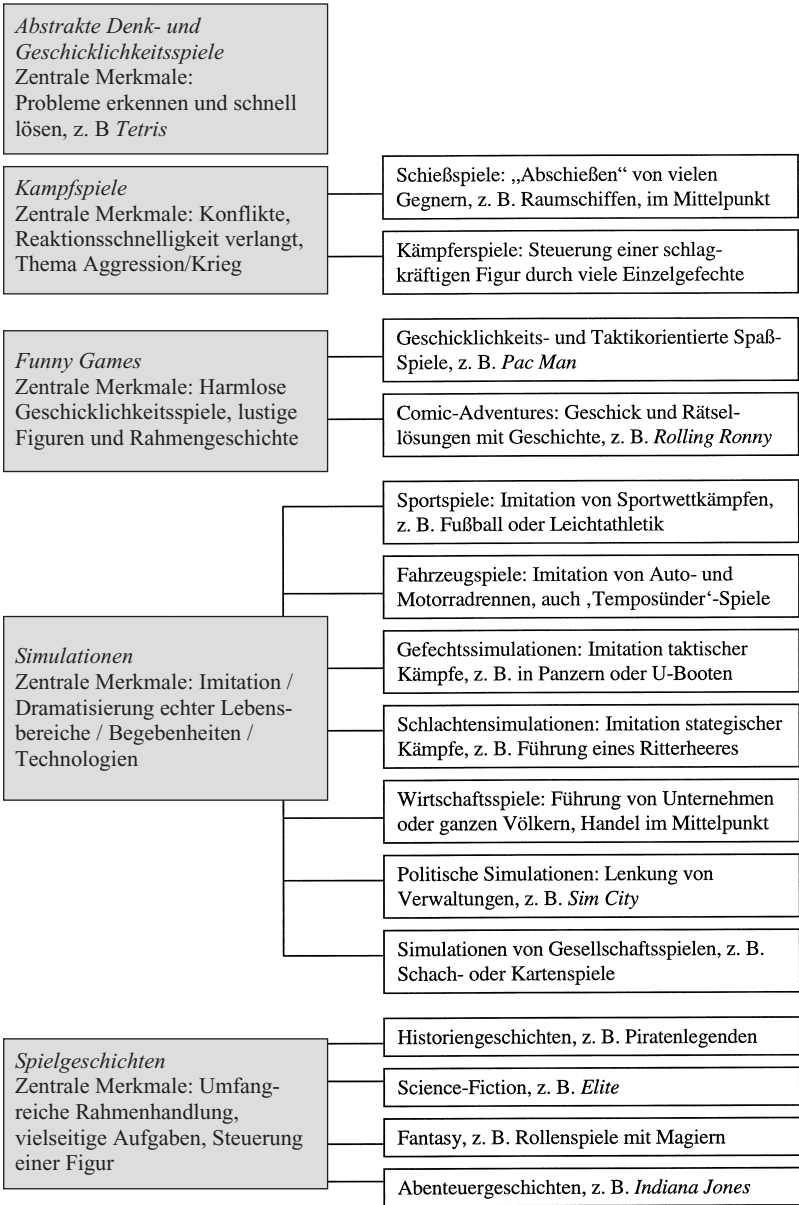 Abstrakte Denk- und
Geschicklichkeitsspiele
Zentrale Merkmale:
Probleme erkennen und schnell
lösen, z. B Tetris
Kampfspiele
Zentrale Merkmale: Konflikte,
Reaktionsschnelligkeit verlangt,
Thema Aggression/Krieg
Schießspiele: „Abschießen“ von vielen
Gegnern, z. B. Raumschiffen, im Mittelpunkt
Kämpferspiele: Steuerung einer schlag-
kräftigen Figur durch viele Einzelgefechte
Funny Games
Zentrale Merkmale: Harmlose
Geschicklichkeitsspiele, lustige
Figuren und Rahmengeschichte
Geschicklichkeits- und Taktikorientierte Spaß-
Spiele, z. B. Pac Man
Comic-Adventures: Geschick und Rätsel-
lösungen mit Geschichte, z. B. Rolling Ronny
Simulationen
Zentrale Merkmale: Imitation /
Dramatisierung echter Lebens-
bereiche / Begebenheiten /
Technologien
Sportspiele: Imitation von Sportwettkämpfen,
z. B. Fußball oder Leichtathletik
Fahrzeugspiele: Imitation von Auto- und
Motorradrennen, auch ‚Temposünder‘-Spiele
Gefechtssimulationen: Imitation taktischer
Kämpfe, z. B. in Panzern oder U-Booten
Schlachtensimulationen: Imitation stategischer
Kämpfe, z. B. Führung eines Ritterheeres
Wirtschaftsspiele: Führung von Unternehmen
oder ganzen Völkern, Handel im Mittelpunkt
Politische Simulationen: Lenkung von
Verwaltungen, z. B. Sim City
Simulationen von Gesellschaftsspielen, z. B.
Schach- oder Kartenspiele
Spielgeschichten
Zentrale Merkmale: Umfang-
reiche Rahmenhandlung,
vielseitige Aufgaben, Steuerung
einer Figur
Historiengeschichten, z. B. Piratenlegenden
Science-Fiction, z. B. Elite
Fantasy, z. B. Rollenspiele mit Magiern
Abenteuergeschichten, z. B. Indiana Jones